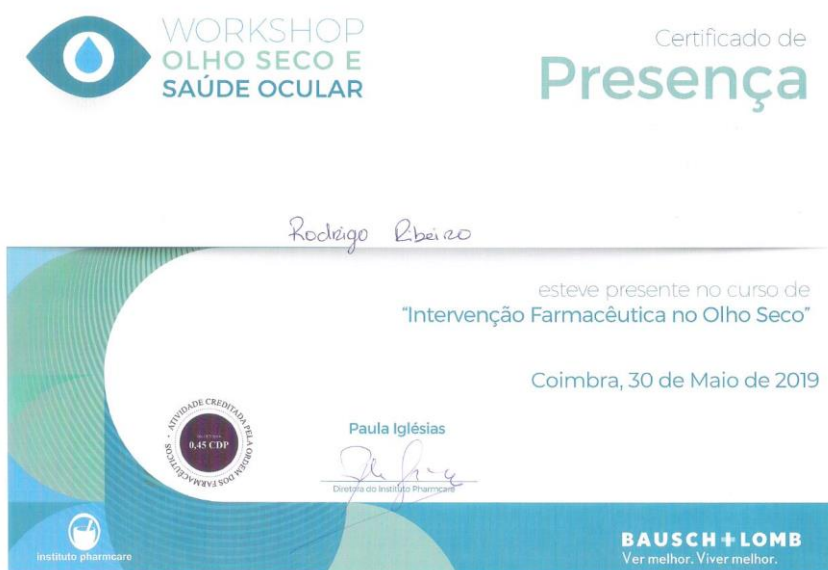 WORKSHOP
OLHO SECO E
SAÚDE OCULAR
Certificado de
Presença
Rodrigo Ribeiro
esteve presente no curso de
"Intervenção Farmacêutica no Olho Seco"
Coimbra, 30 de Maio de 2019
ATIVIDADE CREDITADA PELA ORDEM DOS FARMACÊUTICOS
0,45 CDP
Paula Iglésias
Diretora do Instituto Pharmcare
instituto pharmcare
BAUSCH + LOMB
Ver melhor. Viver melhor.